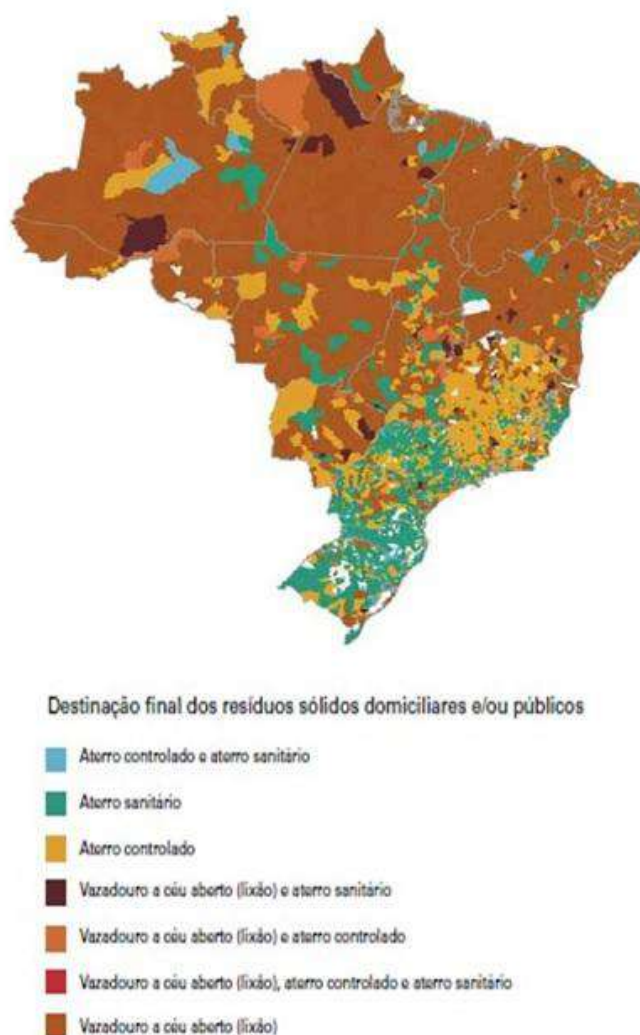 Destinação final dos resíduos sólidos domiciliares e/ou públicos
Aterro controlado e aterro sanitário
Aterro sanitário
Aterro controlado
Vazadouro a céu aberto (lixão) e aterro sanitário
Vazadouro a céu aberto (lixão) e aterro controlado
Vazadouro a céu aberto (lixão), aterro controlado e aterro sanitário
Vazadouro a céu aberto (lixão)